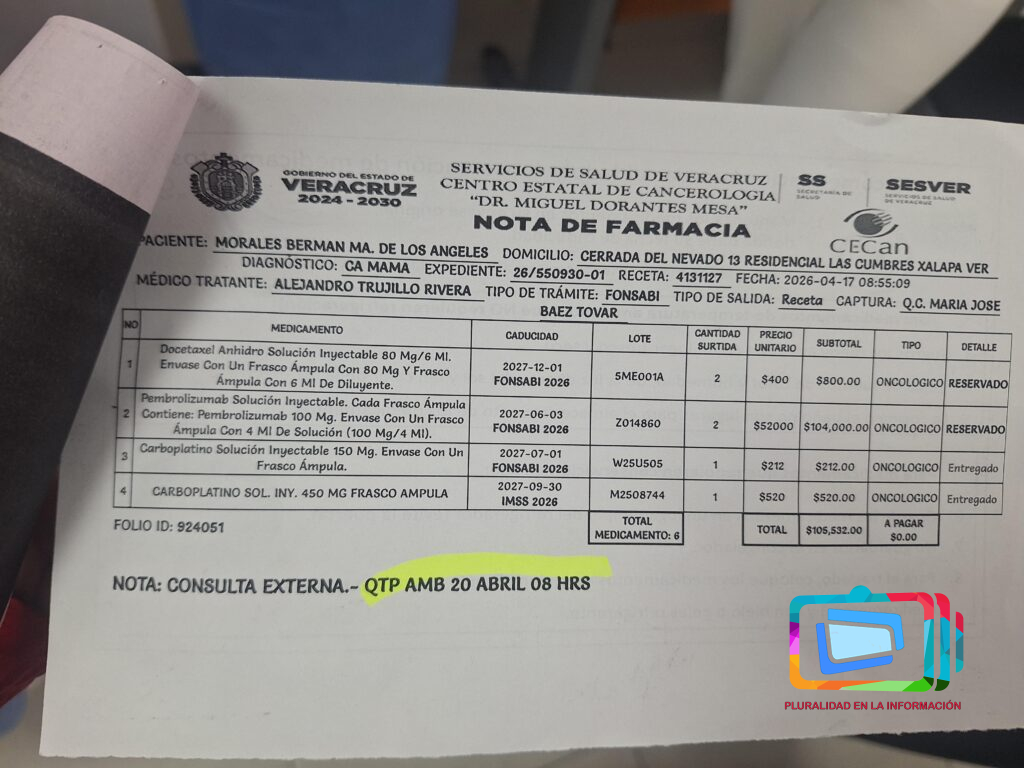 GOBIERNO DEL ESTADO DE
VERACRUZ
2024 - 2030
SERVICIOS DE SALUD DE VERACRUZ
CENTRO ESTATAL DE CANCEROLOGIA
"DR. MIGUEL DORANTES MESA"
NOTA DE FARMACIA
SS
SECRETARÍA DE
SALUD
SESVER
SERVICIOS DE SALUD
DE VERACRUZ
CECan
PACIENTE: MORALES BERMAN MA. DE LOS ANGELES DOMICILIO: CERRADA DEL NEVADO 13 RESIDENCIAL LAS CUMBRES XALAPA VER
DIAGNÓSTICO: CA MAMA EXPEDIENTE: 26/550930-01 RECETA: 4131127 FECHA: 2026-04-17 08:55:09
MÉDICO TRATANTE: ALEJANDRO TRUJILLO RIVERA TIPO DE TRÁMITE: FONSABI TIPO DE SALIDA: Receta CAPTURA: Q.C. MARIA JOSE
BAEZ TOVAR
NO MEDICAMENTO CADUCIDAD LOTE CANTIDAD SURTIDA PRECIO UNITARIO SUBTOTAL TIPO DETALLE
1 Docetaxel Anhidro Solución Inyectable 80 Mg/6 Ml.
Envase Con Un Frasco Ámpula Con 80 Mg Y Frasco
Ámpula Con 6 Ml De Diluyente.
2027-12-01
FONSABI 2026
5ME001A 2 $400 $800.00 ONCOLOGICO RESERVADO
2 Pembrolizumab Solución Inyectable. Cada Frasco Ámpula
Contiene: Pembrolizumab 100 Mg. Envase Con Un Frasco
Ámpula Con 4 Ml De Solución (100 Mg/4 Ml).
2027-06-03
FONSABI 2026
Z014860 2 $52000 $104,000.00 ONCOLOGICO RESERVADO
3 Carboplatino Solución Inyectable 150 Mg. Envase Con Un
Frasco Ámpula.
2027-07-01
FONSABI 2026
W25U505 1 $212 $212.00 ONCOLOGICO Entregado
4 CARBOPLATINO SOL. INY. 450 MG FRASCO AMPULA
2027-09-30
IMSS 2026
M2508744 1 $520 $520.00 ONCOLOGICO Entregado
FOLIO ID: 924051
TOTAL
MEDICAMENTO: 6
TOTAL $105,532.00
A PAGAR
$0.00
NOTA: CONSULTA EXTERNA.- QTP AMB 20 ABRIL 08 HRS
PLURALIDAD EN LA INFORMACIÓN